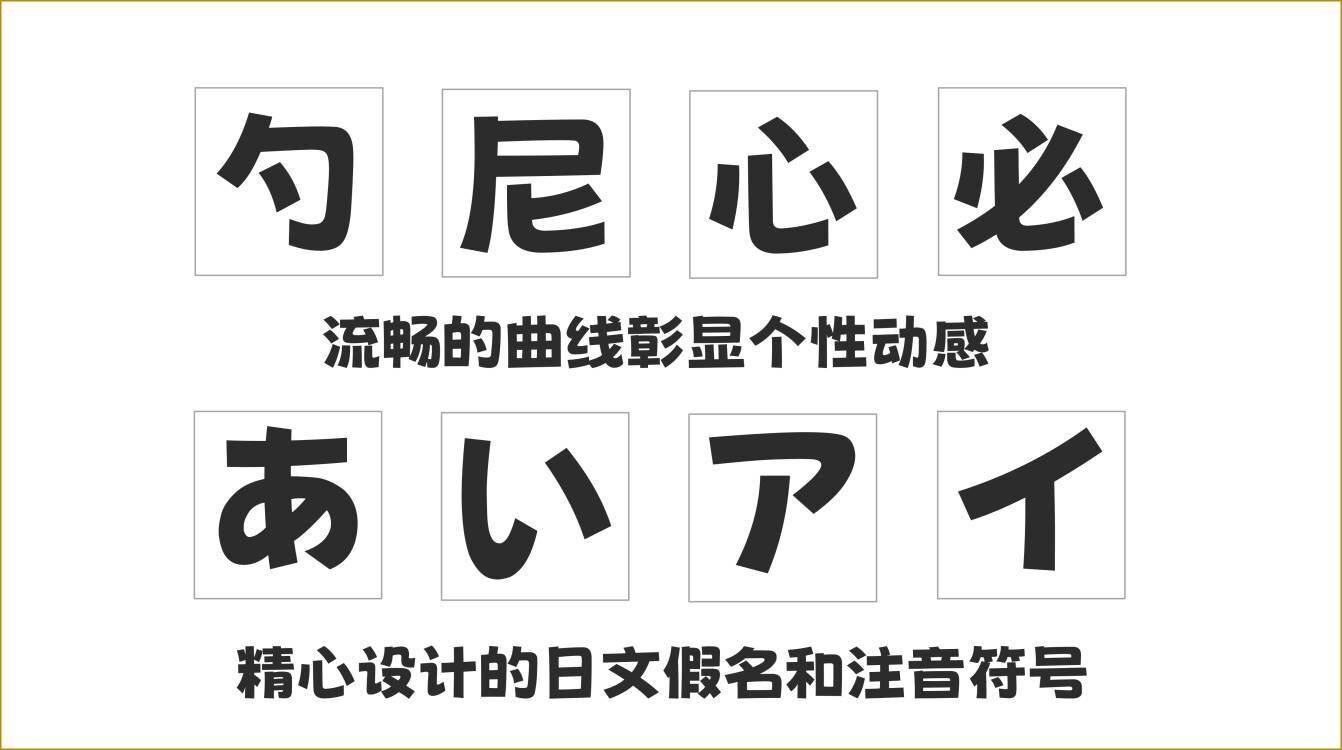 勺尼心必
流畅的曲线彰显个性动感
あいアイ
精心设计的日文假名和注音符号